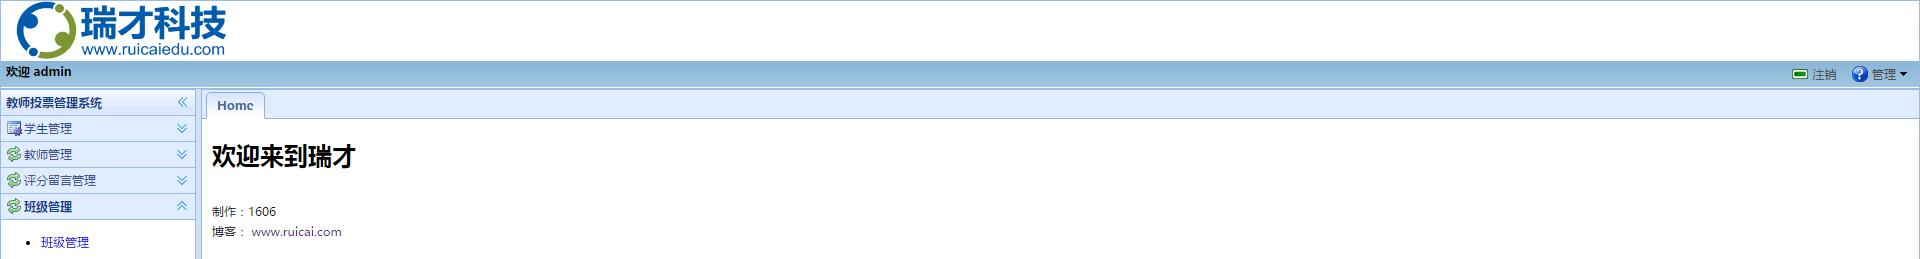 瑞才科技
www.ruicaiedu.com
欢迎 admin
注销 管理
教师投票管理系统
学生管理
教师管理
评分留言管理
班级管理
班级管理
Home
欢迎来到瑞才
制作：1606
博客： www.ruicai.com